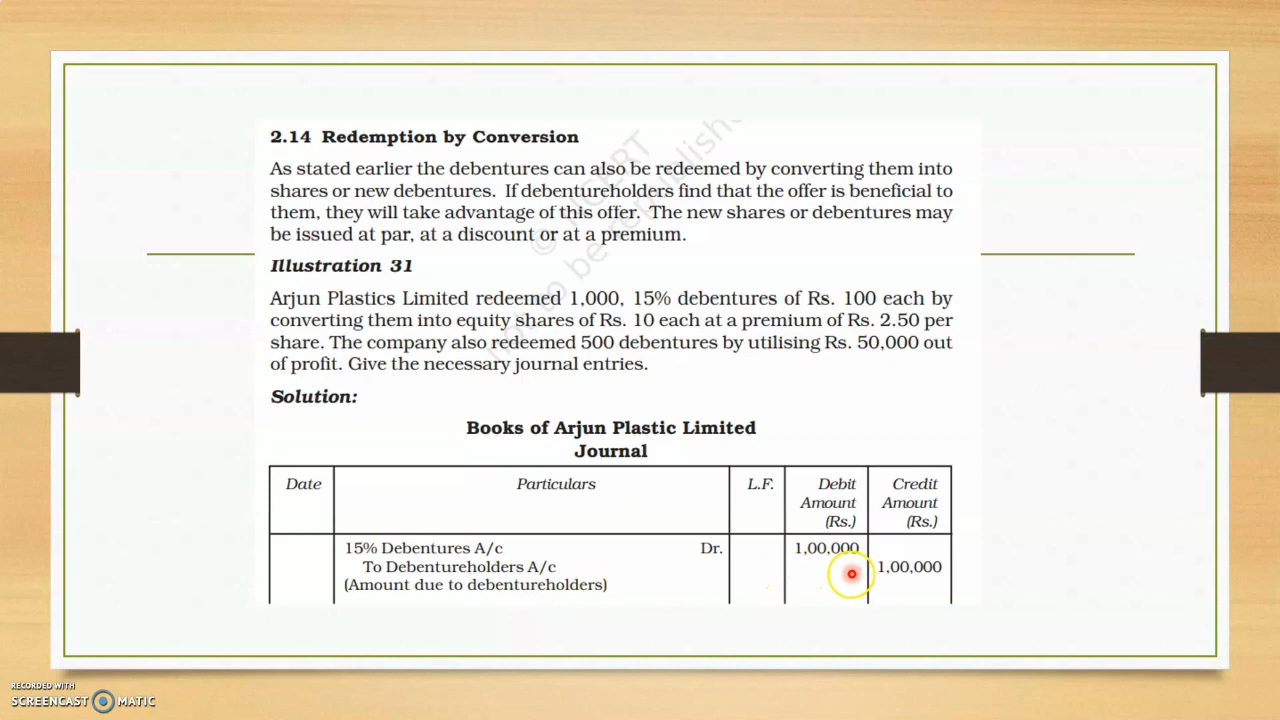 2.14 Redemption by Conversion
As stated earlier the debentures can also be redeemed by converting them into
shares or new debentures. If debentureholders find that the offer is beneficial to
them, they will take advantage of this offer. The new shares or debentures may
be issued at par, at a discount or at a premium.
Illustration 31
Arjun Plastics Limited redeemed 1,000, 15% debentures of Rs. 100 each by
converting them into equity shares of Rs. 10 each at a premium of Rs. 2.50 per
share. The company also redeemed 500 debentures by utilising Rs. 50,000 out
of profit. Give the necessary journal entries.
Solution:
Books of Arjun Plastic Limited
Journal
Date Particulars L.F. Debit Credit
Amount Amount
(Rs.) (Rs.)
15% Debentures A/c Dr. 1,00,000
To Debentureholders A/c 1,00,000
(Amount due to debentureholders)
RECORDED WITH
SCREENCAST MATIC